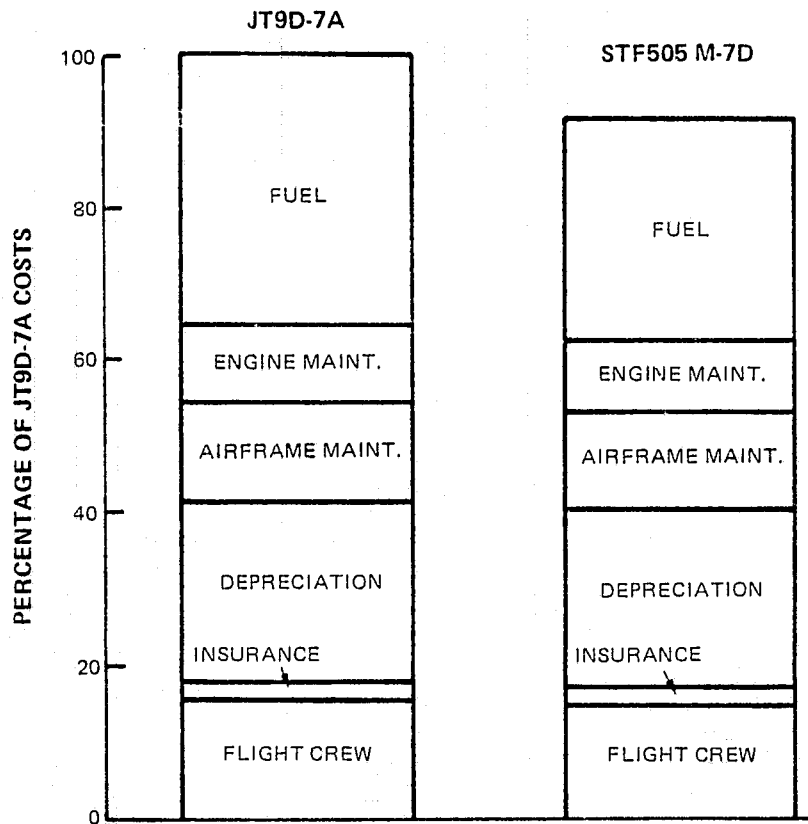 JT9D-7A
STF505 M-7D
PERCENTAGE OF JT9D-7A COSTS
100
80
60
40
20
0
FUEL
ENGINE MAINT.
AIRFRAME MAINT.
DEPRECIATION
INSURANCE
FLIGHT CREW
FUEL
ENGINE MAINT.
AIRFRAME MAINT.
DEPRECIATION
INSURANCE
FLIGHT CREW